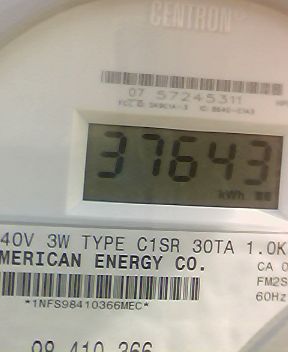 CENTRON®
07 57245311
37643
kWh
40V 3W TYPE C1SR 30TA 1.0K
MERICAN ENERGY CO.
CA 0
FM2S
60Hz
*1NFS98410366MEC*
98 410 366